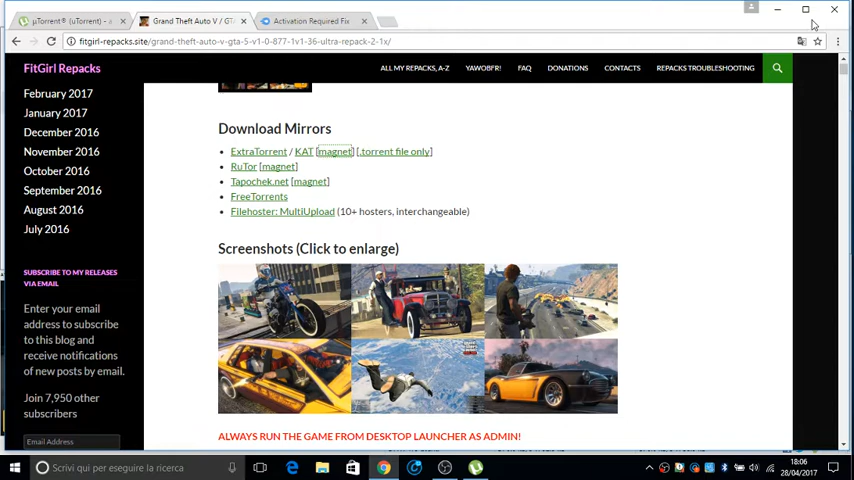 µTorrent® (uTorrent) - a
Grand Theft Auto V / GTA
Activation Required Fix
fitgirl-repacks.site/grand-theft-auto-v-gta-5-v1-0-877-1-v1-36-ultra-repack-2-1x/
FitGirl Repacks
ALL MY REPACKS, A-Z
YAWOBFR!
FAQ
DONATIONS
CONTACTS
REPACKS TROUBLESHOOTING
February 2017
January 2017
December 2016
November 2016
October 2016
September 2016
August 2016
July 2016
SUBSCRIBE TO MY RELEASES
VIA EMAIL
Enter your email
address to subscribe
to this blog and
receive notifications
of new posts by email.
Join 7,950 other
subscribers
Email Address
Download Mirrors
ExtraTorrent / KAT [magnet] [.torrent file only]
RuTor [magnet]
Tapochek.net [magnet]
FreeTorrents
Filehoster: MultiUpload (10+ hosters, interchangeable)
Screenshots (Click to enlarge)
ALWAYS RUN THE GAME FROM DESKTOP LAUNCHER AS ADMIN!
Scrivi qui per eseguire la ricerca
18:06
28/04/2017